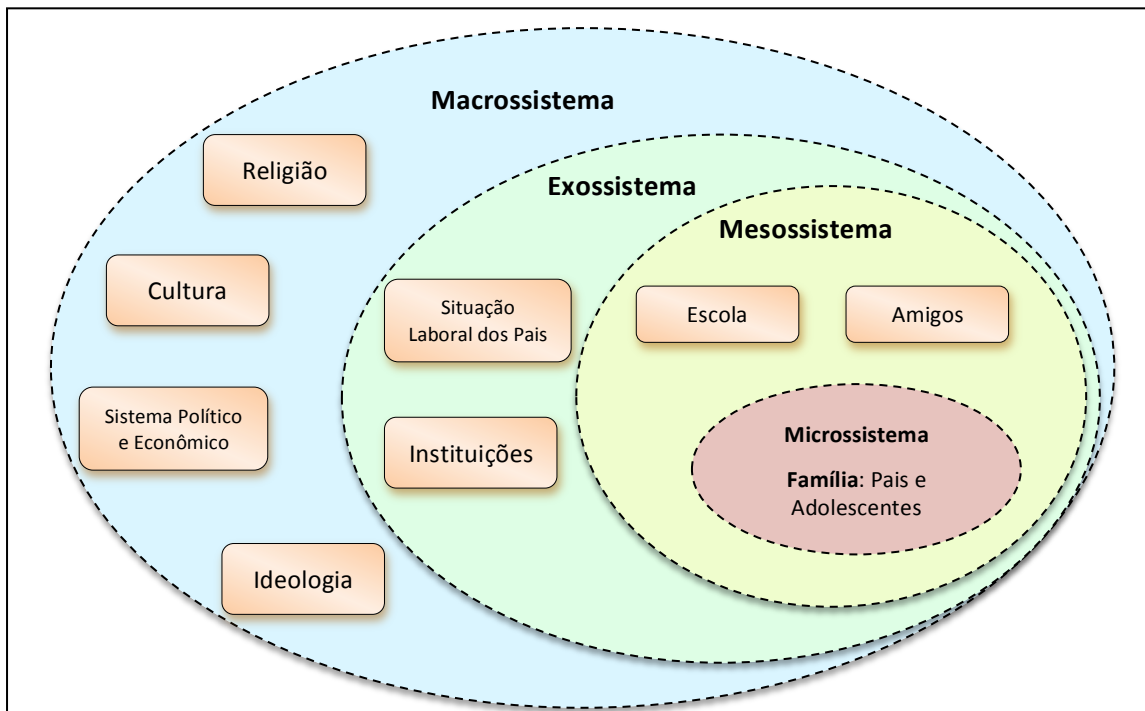 Macrossistema
Religião
Exossistema
Mesossistema
Cultura
Situação
Laboral dos Pais
Escola
Amigos
Sistema Político
e Econômico
Instituições
Microssistema
Família: Pais e
Adolescentes
Ideologia